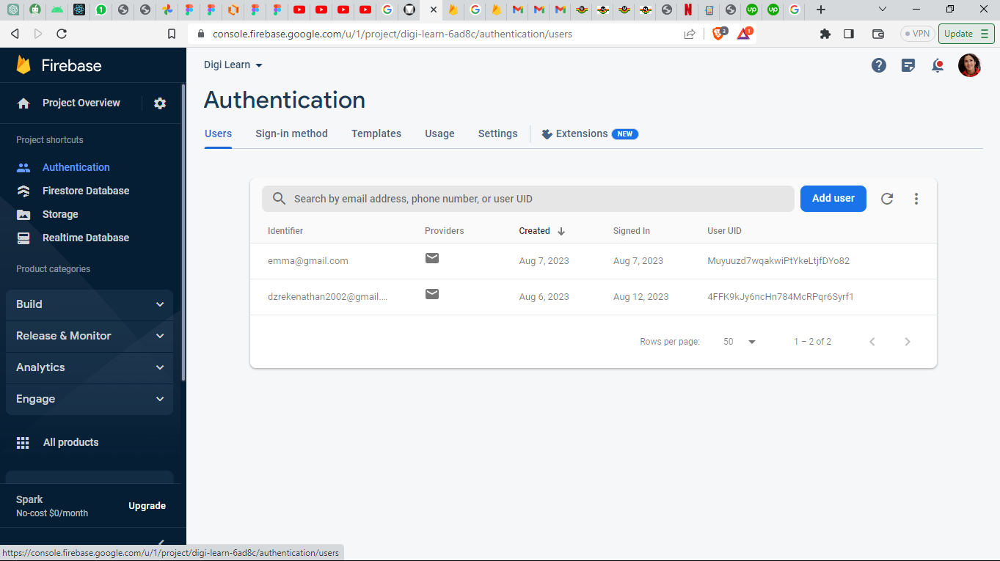 console.firebase.google.com/u/1/project/digi-learn-6ad8c/authentication/users
3
1
VPN
Update
Firebase
Project Overview
Project shortcuts
Authentication
Firestore Database
Storage
Realtime Database
Product categories
Build
Release & Monitor
Analytics
Engage
All products
Spark
No-cost $0/month
Upgrade
Digi Learn
Authentication
Users Sign-in method Templates Usage Settings Extensions NEW
Search by email address, phone number, or user UID
Add user
Identifier Providers Created Signed In User UID
emma@gmail.com Aug 7, 2023 Aug 7, 2023 Muyuuzd7wqakwiPtYkeLtjfDYo82
dzrekenathan2002@gmail.... Aug 6, 2023 Aug 12, 2023 4FFK9kJy6ncHn784McRPqr6Syrf1
Rows per page: 50 1 – 2 of 2
https://console.firebase.google.com/u/1/project/digi-learn-6ad8c/authentication/users